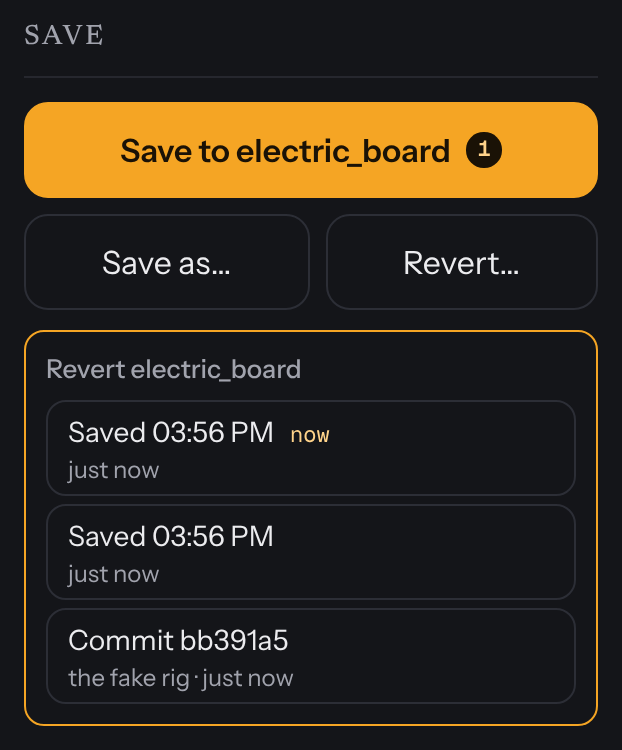 SAVE
Save to electric_board 1
Save as...
Revert...
Revert electric_board
Saved 03:56 PM now
just now
Saved 03:56 PM
just now
Commit bb391a5
the fake rig · just now